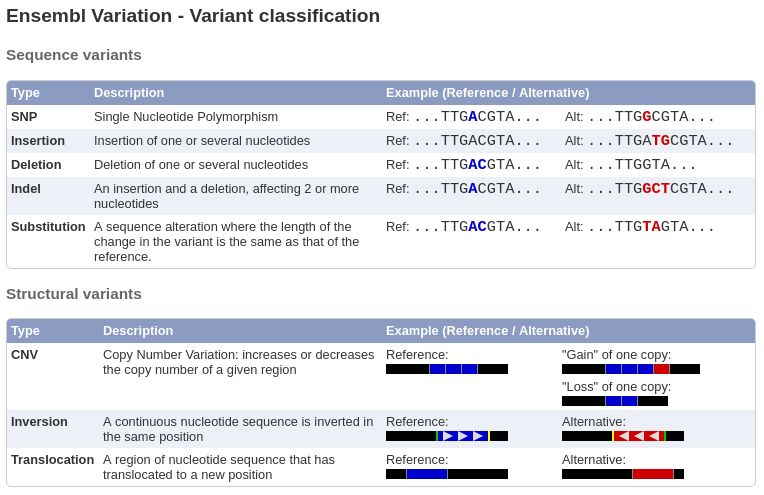 Ensembl Variation - Variant classification
Sequence variants
Type Description Example (Reference / Alternative)
SNP Single Nucleotide Polymorphism Ref: ...TTGACGTA... Alt: ...TTGGCGTA...
Insertion Insertion of one or several nucleotides Ref: ...TTGACGTA... Alt: ...TTGATGCGTA...
Deletion Deletion of one or several nucleotides Ref: ...TTGACGTA... Alt: ...TTGGTA...
Indel An insertion and a deletion, affecting 2 or more Ref: ...TTGACGTA... Alt: ...TTGGCTCGTA...
nucleotides
Substitution A sequence alteration where the length of the Ref: ...TTGACGTA... Alt: ...TTGTAGTA...
change in the variant is the same as that of the
reference.
Structural variants
Type Description Example (Reference / Alternative)
CNV Copy Number Variation: increases or decreases Reference: "Gain" of one copy:
the copy number of a given region
"Loss" of one copy:
Inversion A continuous nucleotide sequence is inverted in Reference: Alternative:
the same position
Translocation A region of nucleotide sequence that has Reference: Alternative:
translocated to a new position